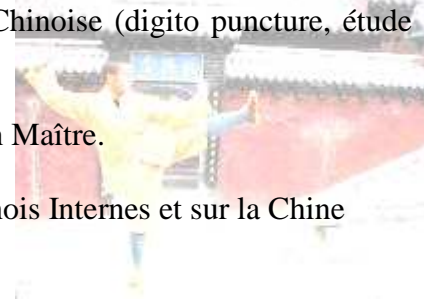 Chinoise (digito puncture, étude
Maître.
nois Internes et sur la Chine